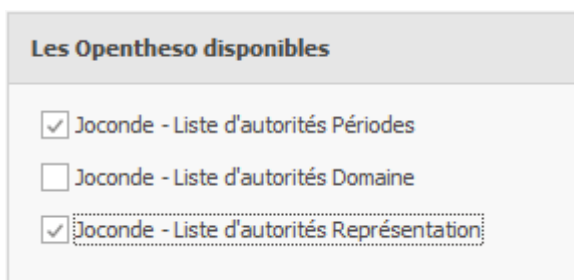 Les Opentheso disponibles
Joconde - Liste d'autorités Périodes
Joconde - Liste d'autorités Domaine
Joconde - Liste d'autorités Représentation